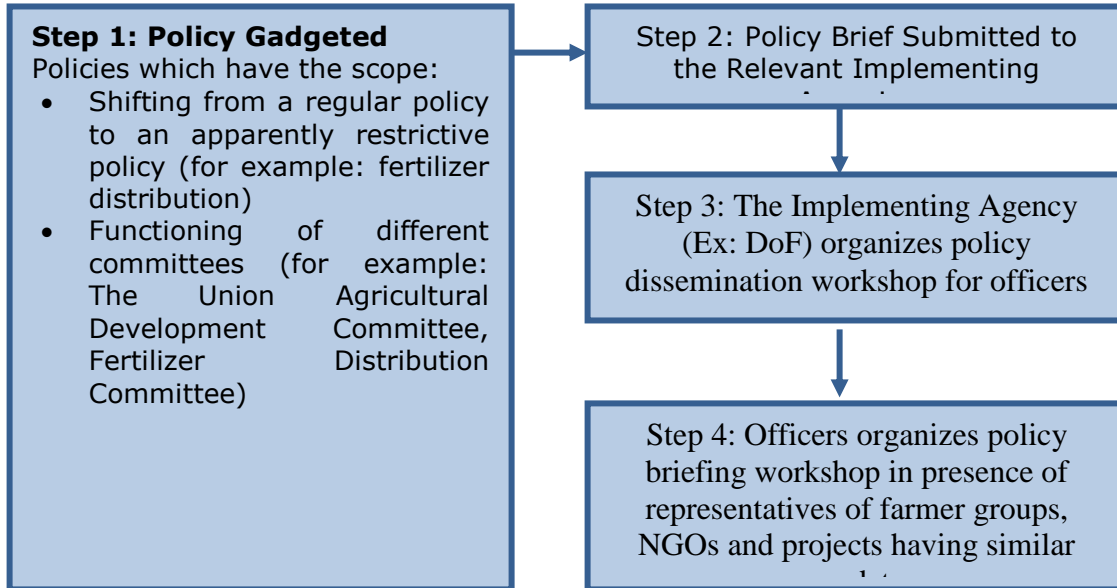 Step 1: Policy Gadgeted
Policies which have the scope:
• Shifting from a regular policy
to an apparently restrictive
policy (for example: fertilizer
distribution)
• Functioning of different
committees (for example:
The Union Agricultural
Development Committee,
Fertilizer Distribution
Committee)
Step 2: Policy Brief Submitted to
the Relevant Implementing
Step 3: The Implementing Agency
(Ex: DoF) organizes policy
dissemination workshop for officers
Step 4: Officers organizes policy
briefing workshop in presence of
representatives of farmer groups,
NGOs and projects having similar